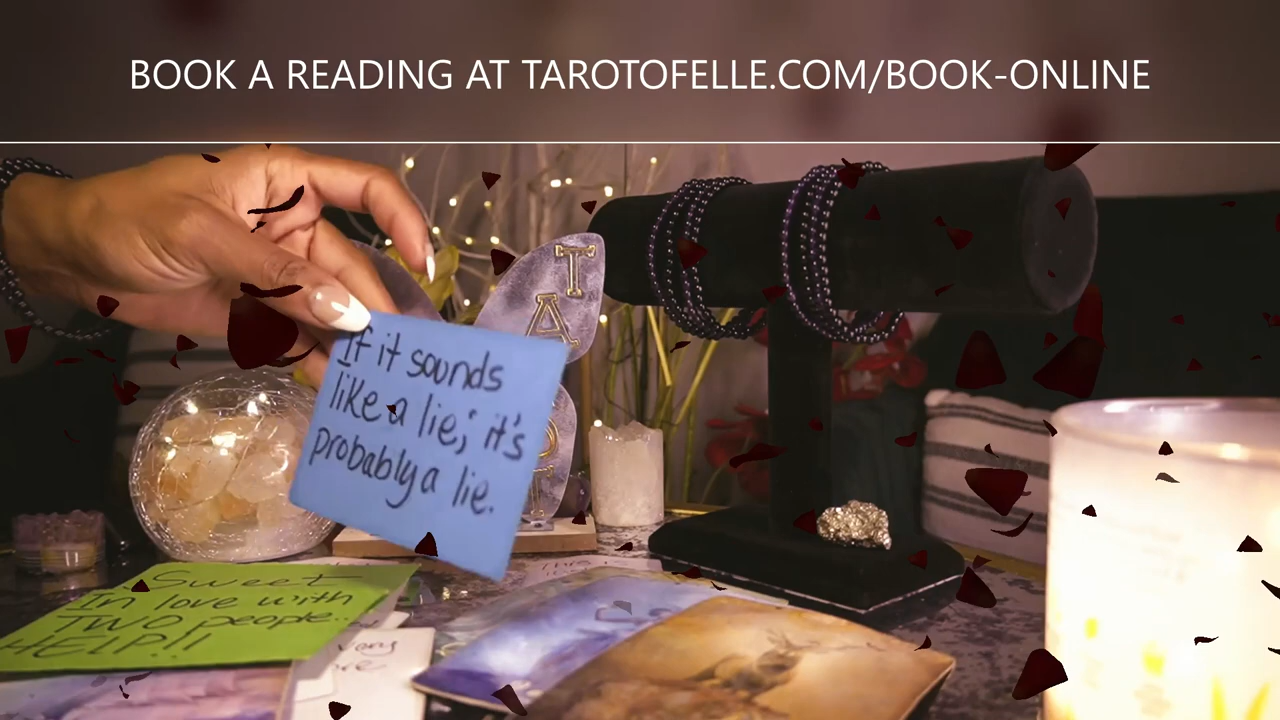 BOOK A READING AT TAROTOFELLE.COM/BOOK-ONLINE
T
A
If it sounds
like a lie; it's
probably a lie.
Sweet
In love with
TWO people..
HELP!!